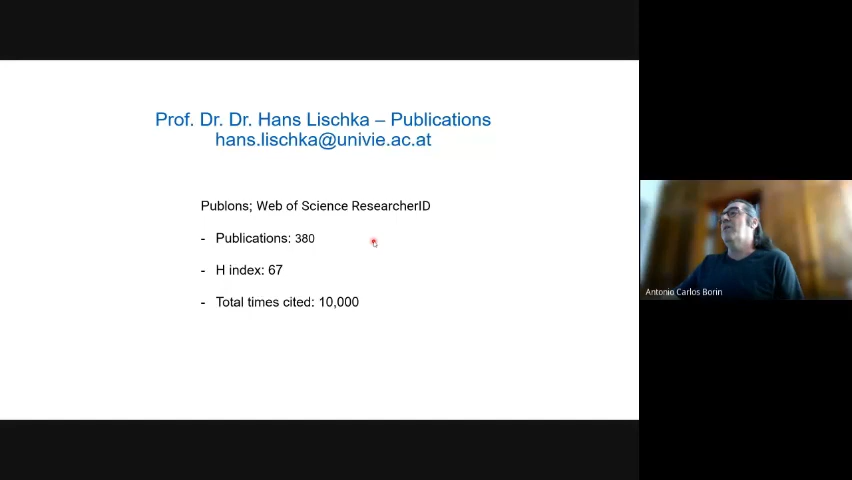 Prof. Dr. Dr. Hans Lischka – Publications
hans.lischka@univie.ac.at
Publons; Web of Science ResearcherID
- Publications: 380
- H index: 67
- Total times cited: 10,000
Antonio Carlos Borin